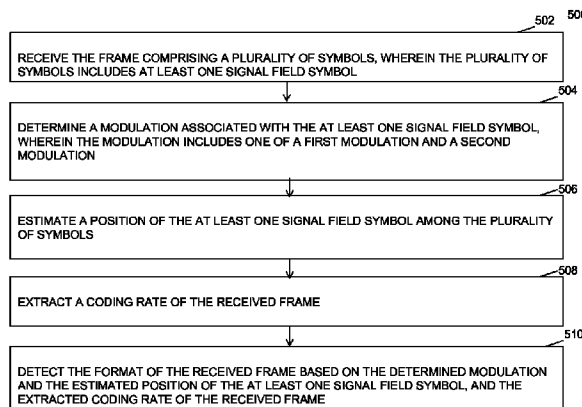 500
502
RECEIVE THE FRAME COMPRISING A PLURALITY OF SYMBOLS, WHEREIN THE PLURALITY OF
SYMBOLS INCLUDES AT LEAST ONE SIGNAL FIELD SYMBOL
504
DETERMINE A MODULATION ASSOCIATED WITH THE AT LEAST ONE SIGNAL FIELD SYMBOL,
WHEREIN THE MODULATION INCLUDES ONE OF A FIRST MODULATION AND A SECOND
MODULATION
506
ESTIMATE A POSITION OF THE AT LEAST ONE SIGNAL FIELD SYMBOL AMONG THE PLURALITY
OF SYMBOLS
508
EXTRACT A CODING RATE OF THE RECEIVED FRAME
510
DETECT THE FORMAT OF THE RECEIVED FRAME BASED ON THE DETERMINED MODULATION
AND THE ESTIMATED POSITION OF THE AT LEAST ONE SIGNAL FIELD SYMBOL, AND THE
EXTRACTED CODING RATE OF THE RECEIVED FRAME